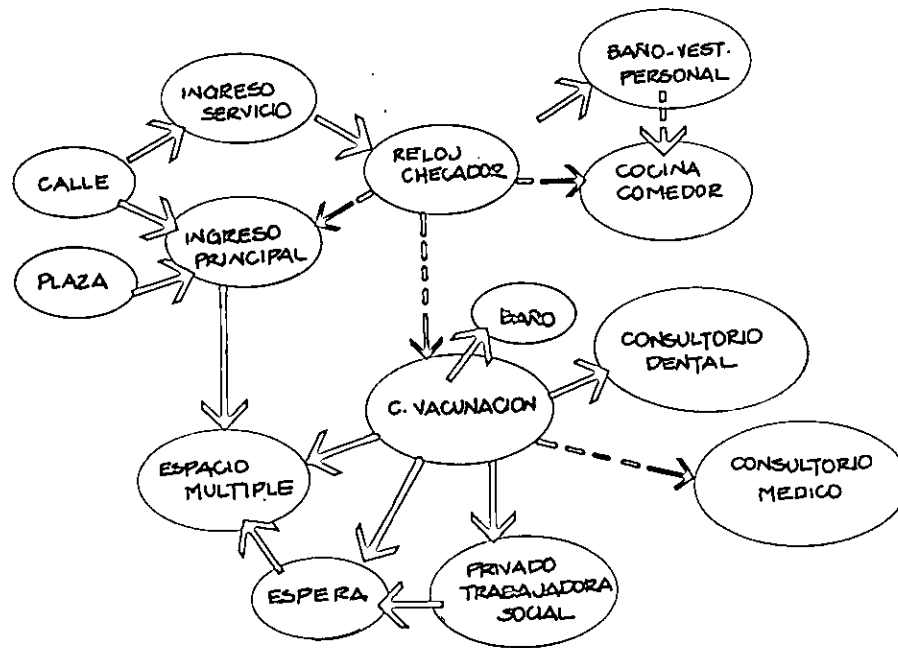 BAÑO-VEST.
PERSONAL
INGRESO
SERVICIO
RELOJ
CHECADOR
COCINA
COMEDOR
CALLE
INGRESO
PRINCIPAL
PLAZA
BAÑO
CONSULTORIO
DENTAL
C. VACUNACION
ESPACIO
MULTIPLE
CONSULTORIO
MEDICO
ESPERA
PRIVADO
TRABAJADORA
SOCIAL